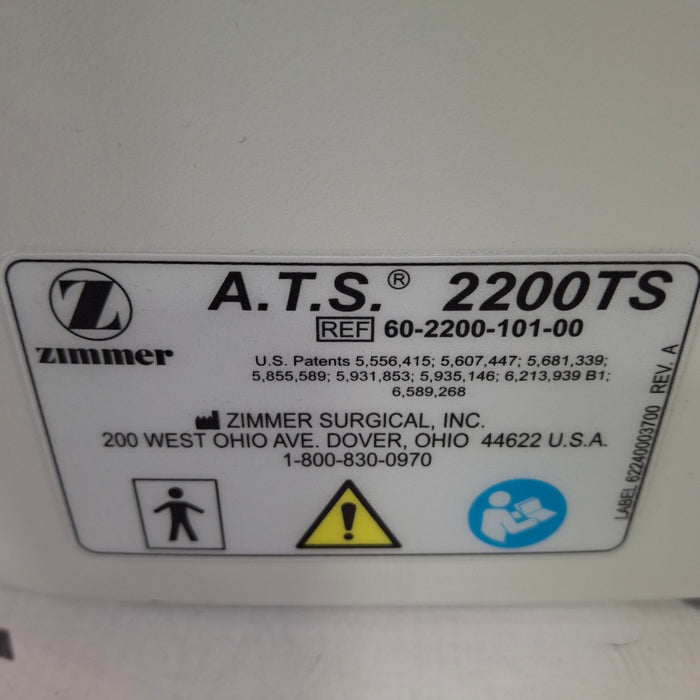 Z
zimmer
A.T.S.® 2200TS
REF 60-2200-101-00
U.S. Patents 5,556,415; 5,607,447; 5,681,339;
5,855,589; 5,931,853; 5,935,146; 6,213,939 B1;
6,589,268
ZIMMER SURGICAL, INC.
200 WEST OHIO AVE. DOVER, OHIO 44622 U.S.A.
1-800-830-0970
LABEL 62240003700 REV. A